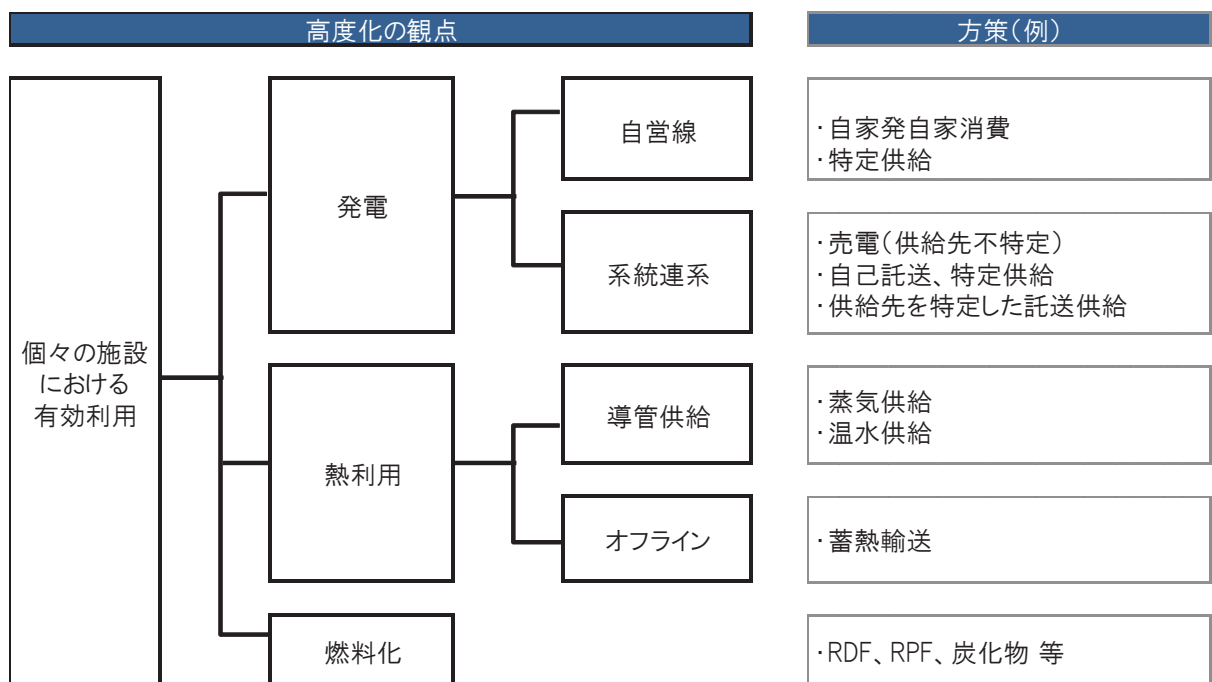 高度化の観点
方策(例)
個々の施設
における
有効利用
発電
自営線
・自家発自家消費
・特定供給
系統連系
・売電(供給先不特定)
・自己託送、特定供給
・供給先を特定した託送供給
熱利用
導管供給
・蒸気供給
・温水供給
オフライン
・蓄熱輸送
燃料化
・RDF、RPF、炭化物 等